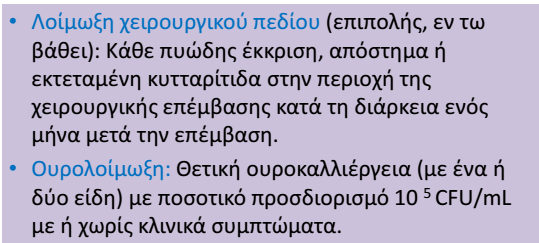 • Λοίμωξη χειρουργικού πεδίου (επιπολής, εν τω
βάθει): Κάθε πυώδης έκκριση, απόστημα ή
εκτεταμένη κυτταρίτιδα στην περιοχή της
χειρουργικής επέμβασης κατά τη διάρκεια ενός
μήνα μετά την επέμβαση.
• Ουρολοίμωξη: Θετική ουροκαλλιέργεια (με ένα ή
δύο είδη) με ποσοτικό προσδιορισμό 10 ⁵ CFU/mL
με ή χωρίς κλινικά συμπτώματα.